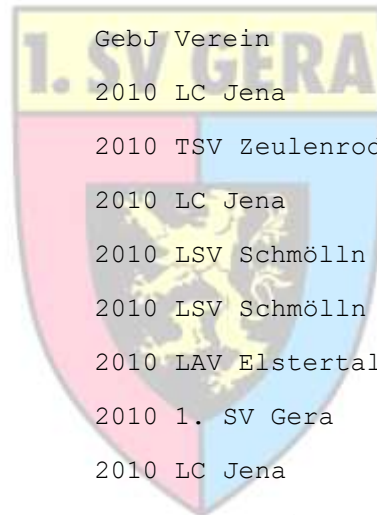 1. SV GERA
GebJ Verein
2010 LC Jena
2010 TSV Zeulenrod
2010 LC Jena
2010 LSV Schmölln
2010 LSV Schmölln
2010 LAV Elstertal
2010 1. SV Gera
2010 LC Jena